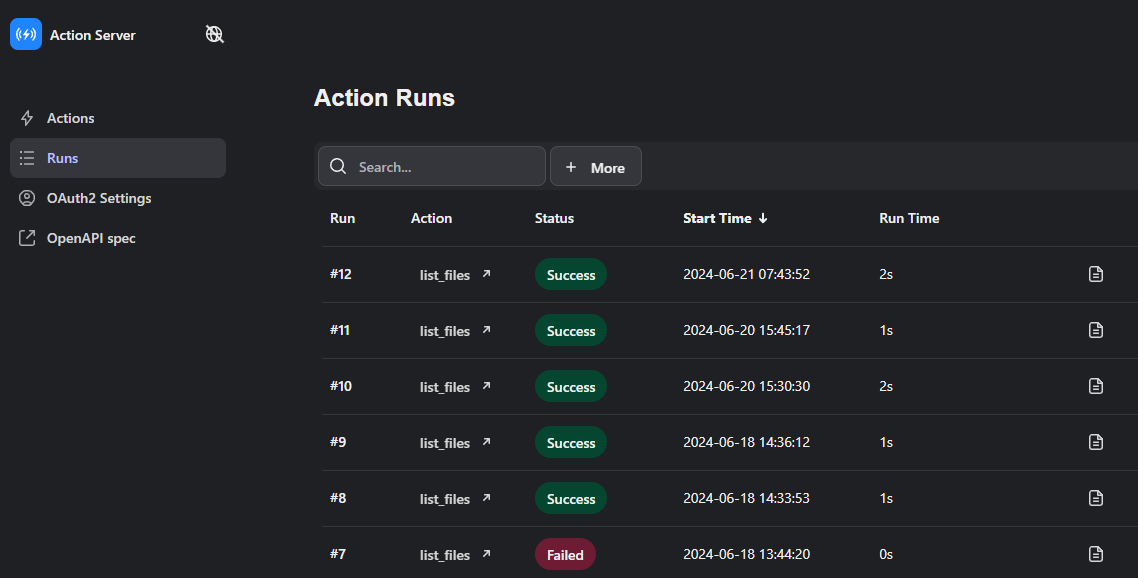 Action Server
Actions
Runs
OAuth2 Settings
OpenAPI spec
Action Runs
Search...
+ More
Run Action Status Start Time ↓ Run Time
#12 list_files Success 2024-06-21 07:43:52 2s
#11 list_files Success 2024-06-20 15:45:17 1s
#10 list_files Success 2024-06-20 15:30:30 2s
#9 list_files Success 2024-06-18 14:36:12 1s
#8 list_files Success 2024-06-18 14:33:53 1s
#7 list_files Failed 2024-06-18 13:44:20 0s